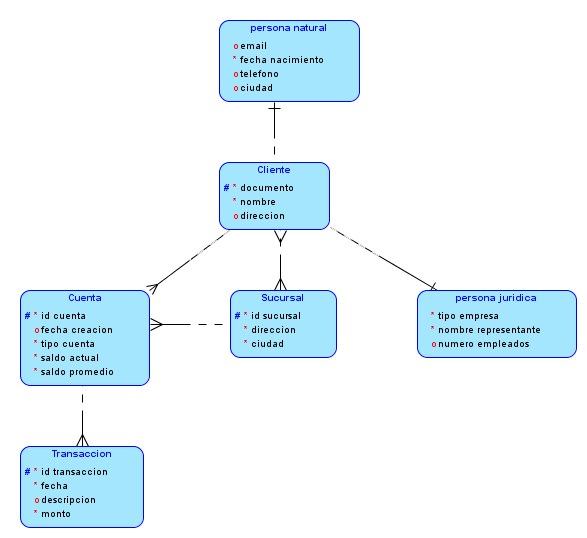 persona natural
o email
* fecha nacimiento
o telefono
o ciudad
Cliente
# * documento
* nombre
o direccion
Cuenta
# * id cuenta
o fecha creacion
* tipo cuenta
* saldo actual
* saldo promedio
Sucursal
# * id sucursal
* direccion
* ciudad
persona juridica
* tipo empresa
* nombre representante
o numero empleados
Transaccion
# * id transaccion
* fecha
o descripcion
* monto